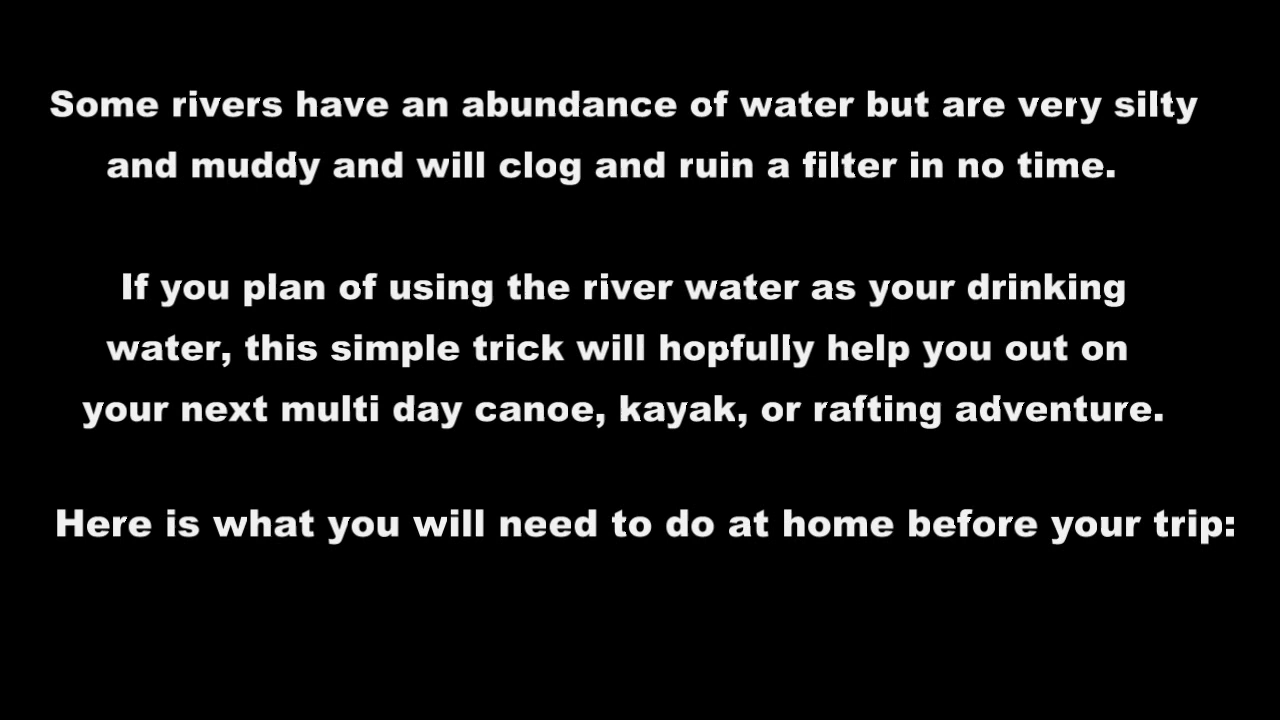 Some rivers have an abundance of water but are very silty
and muddy and will clog and ruin a filter in no time.
If you plan of using the river water as your drinking
water, this simple trick will hopfully help you out on
your next multi day canoe, kayak, or rafting adventure.
Here is what you will need to do at home before your trip: